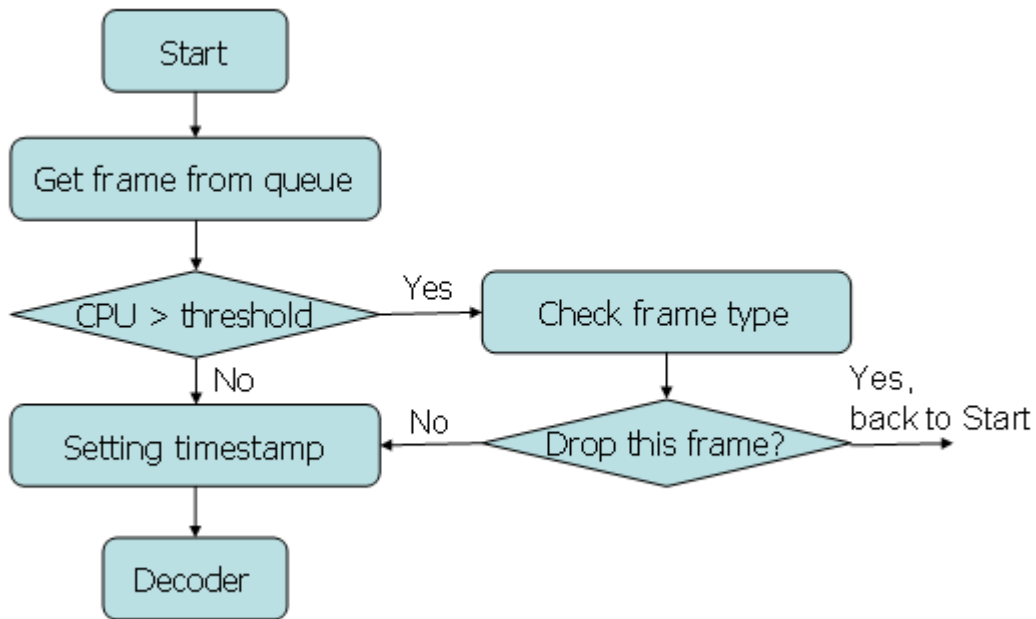 Start
Get frame from queue
CPU > threshold
Yes
Check frame type
No
Setting timestamp
No
Drop this frame?
Yes,
back to Start
Decoder